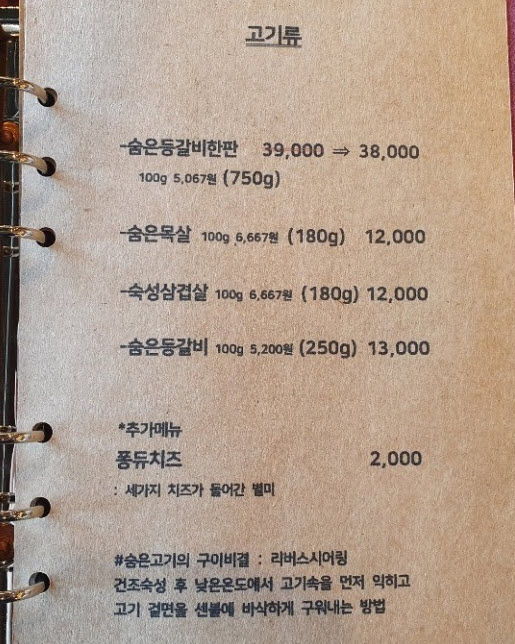 고기류
-숨은등갈비한판 39,000 ⇒ 38,000
100g 5,067원 (750g)
-숨은목살 100g 6,667원 (180g) 12,000
-숙성삼겹살 100g 6,667원 (180g) 12,000
-숨은등갈비 100g 5,200원 (250g) 13,000
*추가메뉴
퐁듀치즈 2,000
: 세가지 치즈가 들어간 별미
#숨은고기의 구이비결 : 리버스시어링
건조숙성 후 낮은온도에서 고기속을 먼저 익히고
고기 겉면을 센불에 바삭하게 구워내는 방법